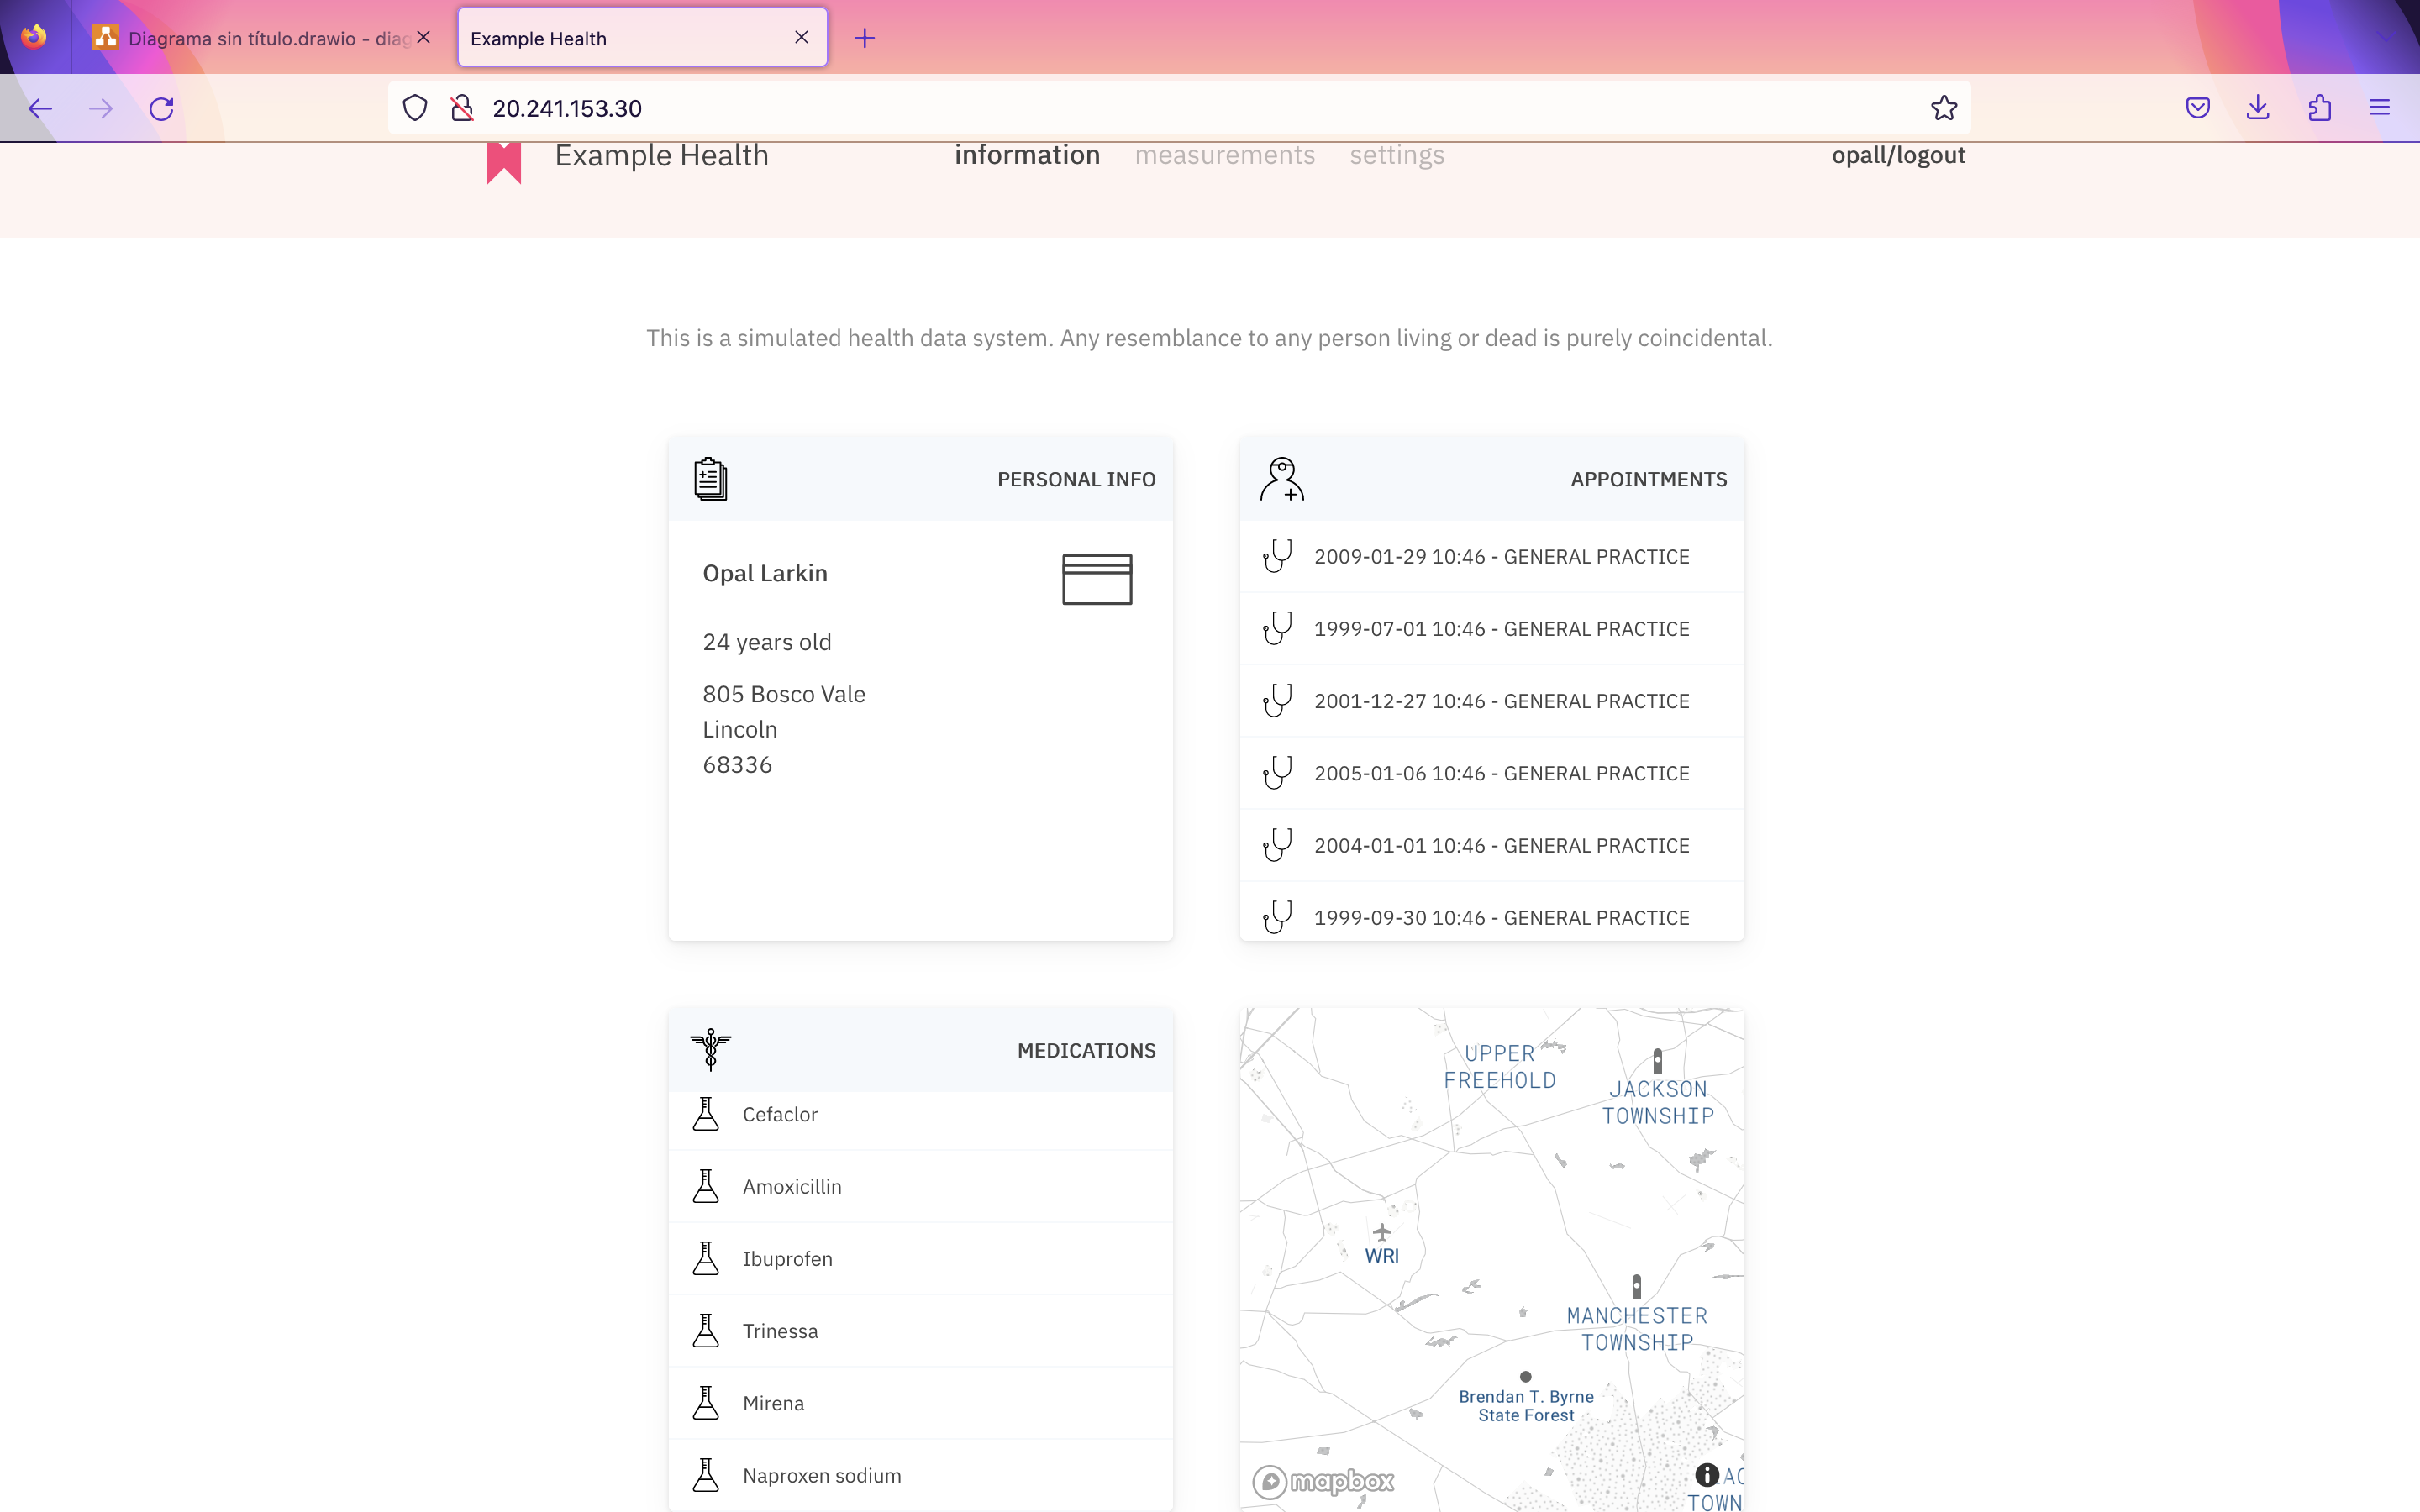 Diagrama sin título.drawio - diag
Example Health
20.241.153.30
Example Health
information
measurements
settings
opall/logout
This is a simulated health data system. Any resemblance to any person living or dead is purely coincidental.
PERSONAL INFO
Opal Larkin
24 years old
805 Bosco Vale
Lincoln
68336
APPOINTMENTS
2009-01-29 10:46 - GENERAL PRACTICE
1999-07-01 10:46 - GENERAL PRACTICE
2001-12-27 10:46 - GENERAL PRACTICE
2005-01-06 10:46 - GENERAL PRACTICE
2004-01-01 10:46 - GENERAL PRACTICE
1999-09-30 10:46 - GENERAL PRACTICE
MEDICATIONS
Cefaclor
Amoxicillin
Ibuprofen
Trinessa
Mirena
Naproxen sodium
UPPER
FREEHOLD
JACKSON
TOWNSHIP
WRI
MANCHESTER
TOWNSHIP
Brendan T. Byrne
State Forest
mapbox
TOWN